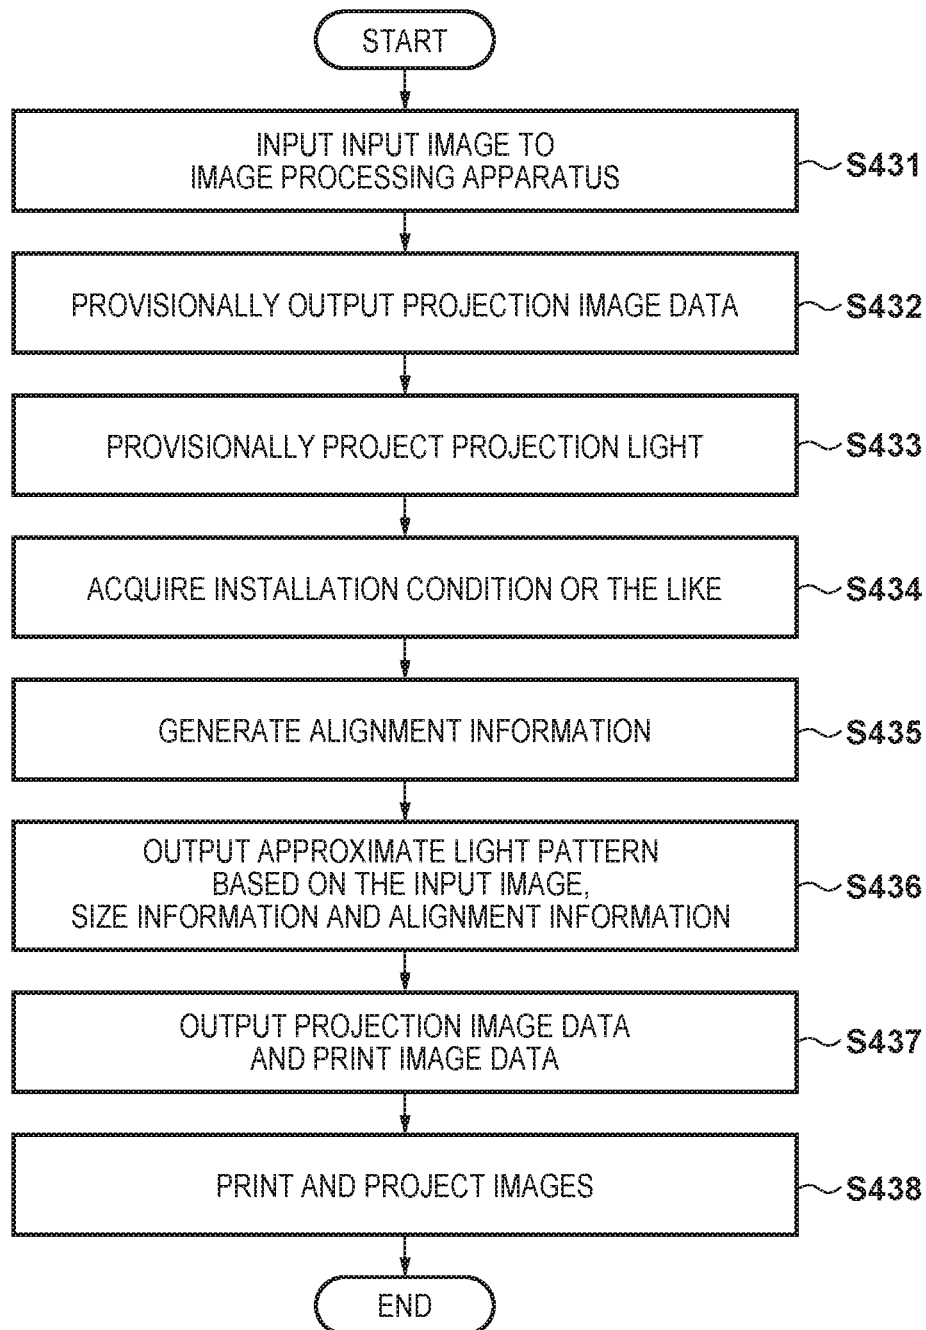 START
INPUT INPUT IMAGE TO
IMAGE PROCESSING APPARATUS
S431
PROVISIONALLY OUTPUT PROJECTION IMAGE DATA
S432
PROVISIONALLY PROJECT PROJECTION LIGHT
S433
ACQUIRE INSTALLATION CONDITION OR THE LIKE
S434
GENERATE ALIGNMENT INFORMATION
S435
OUTPUT APPROXIMATE LIGHT PATTERN
BASED ON THE INPUT IMAGE,
SIZE INFORMATION AND ALIGNMENT INFORMATION
S436
OUTPUT PROJECTION IMAGE DATA
AND PRINT IMAGE DATA
S437
PRINT AND PROJECT IMAGES
S438
END